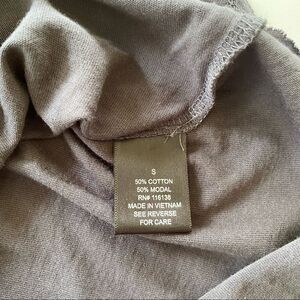 S
50% COTTON
50% MODAL
RN# 116136
MADE IN VIETNAM
SEE REVERSE
FOR CARE